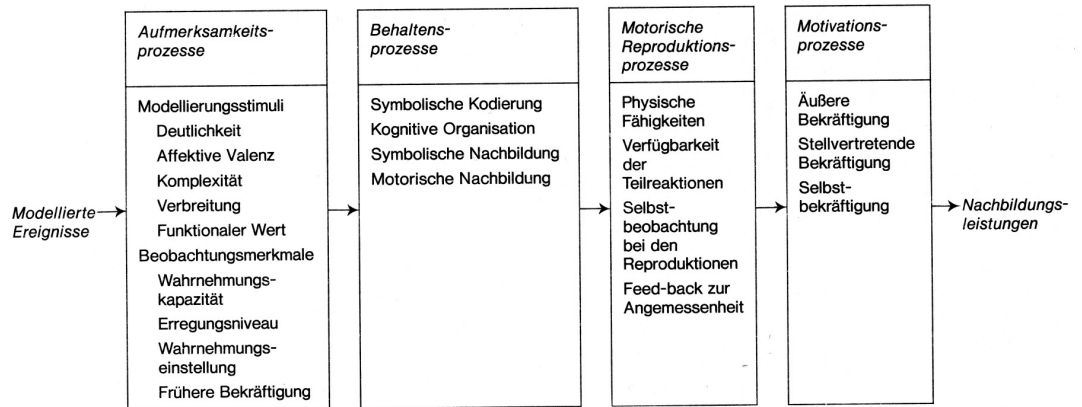 Modellierte
Ereignisse
Aufmerksamkeits-
prozesse
Modellierungsstimuli
Deutlichkeit
Affektive Valenz
Komplexität
Verbreitung
Funktionaler Wert
Beobachtungsmerkmale
Wahrnehmungs-
kapazität
Erregungsniveau
Wahrnehmungs-
einstellung
Frühere Bekräftigung
Behaltens-
prozesse
Symbolische Kodierung
Kognitive Organisation
Symbolische Nachbildung
Motorische Nachbildung
Motorische
Reproduktions-
prozesse
Physische
Fähigkeiten
Verfügbarkeit
der
Teilreaktionen
Selbst-
beobachtung
bei den
Reproduktionen
Feed-back zur
Angemessenheit
Motivations-
prozesse
Äußere
Bekräftigung
Stellvertretende
Bekräftigung
Selbst-
bekräftigung
Nachbildungs-
leistungen